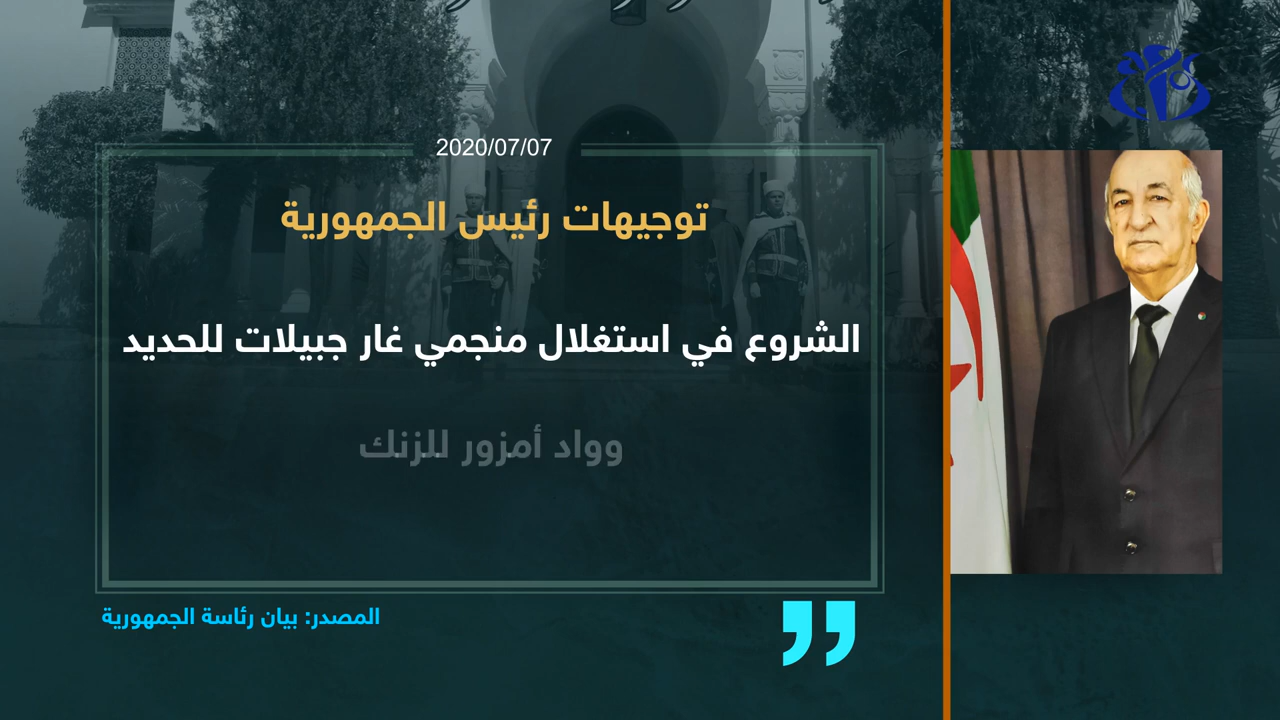 2020/07/07
توجيهات رئيس الجمهورية
الشروع في استغلال منجمي غار جبيلات للحديد
وواد أمزور للزنك
المصدر: بيان رئاسة الجمهورية